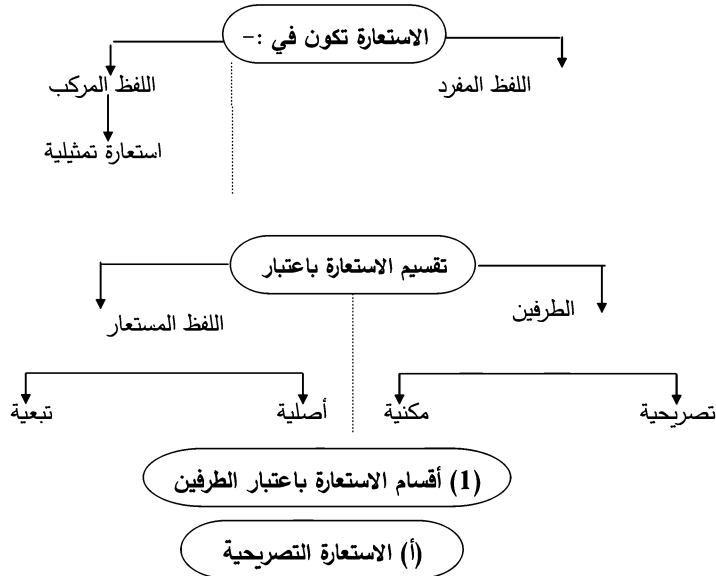 الاستعارة تكون في :-
اللفظ المفرد
اللفظ المركب
استعارة تمثيلية
تقسيم الاستعارة باعتبار
الطرفين
اللفظ المستعار
تصريحية
مكنية
أصلية
تبعية
(1) أقسام الاستعارة باعتبار الطرفين
(أ) الاستعارة التصريحية